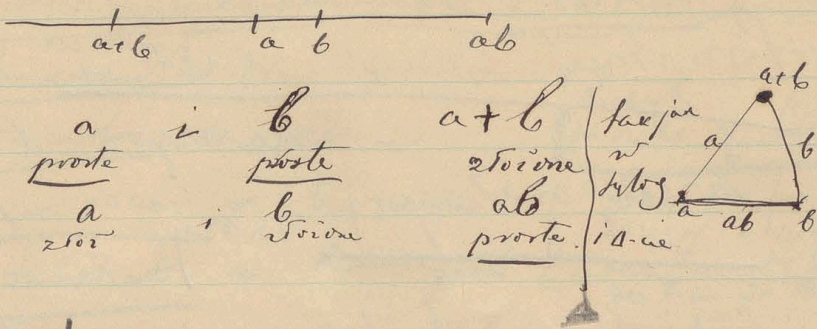 a+b a b ab
a i b a+b
proste proste złożone
a i b ab
złoż złożone proste.
tak jak
w
sylog
i Δ-cie
a+b
a b
a ab b